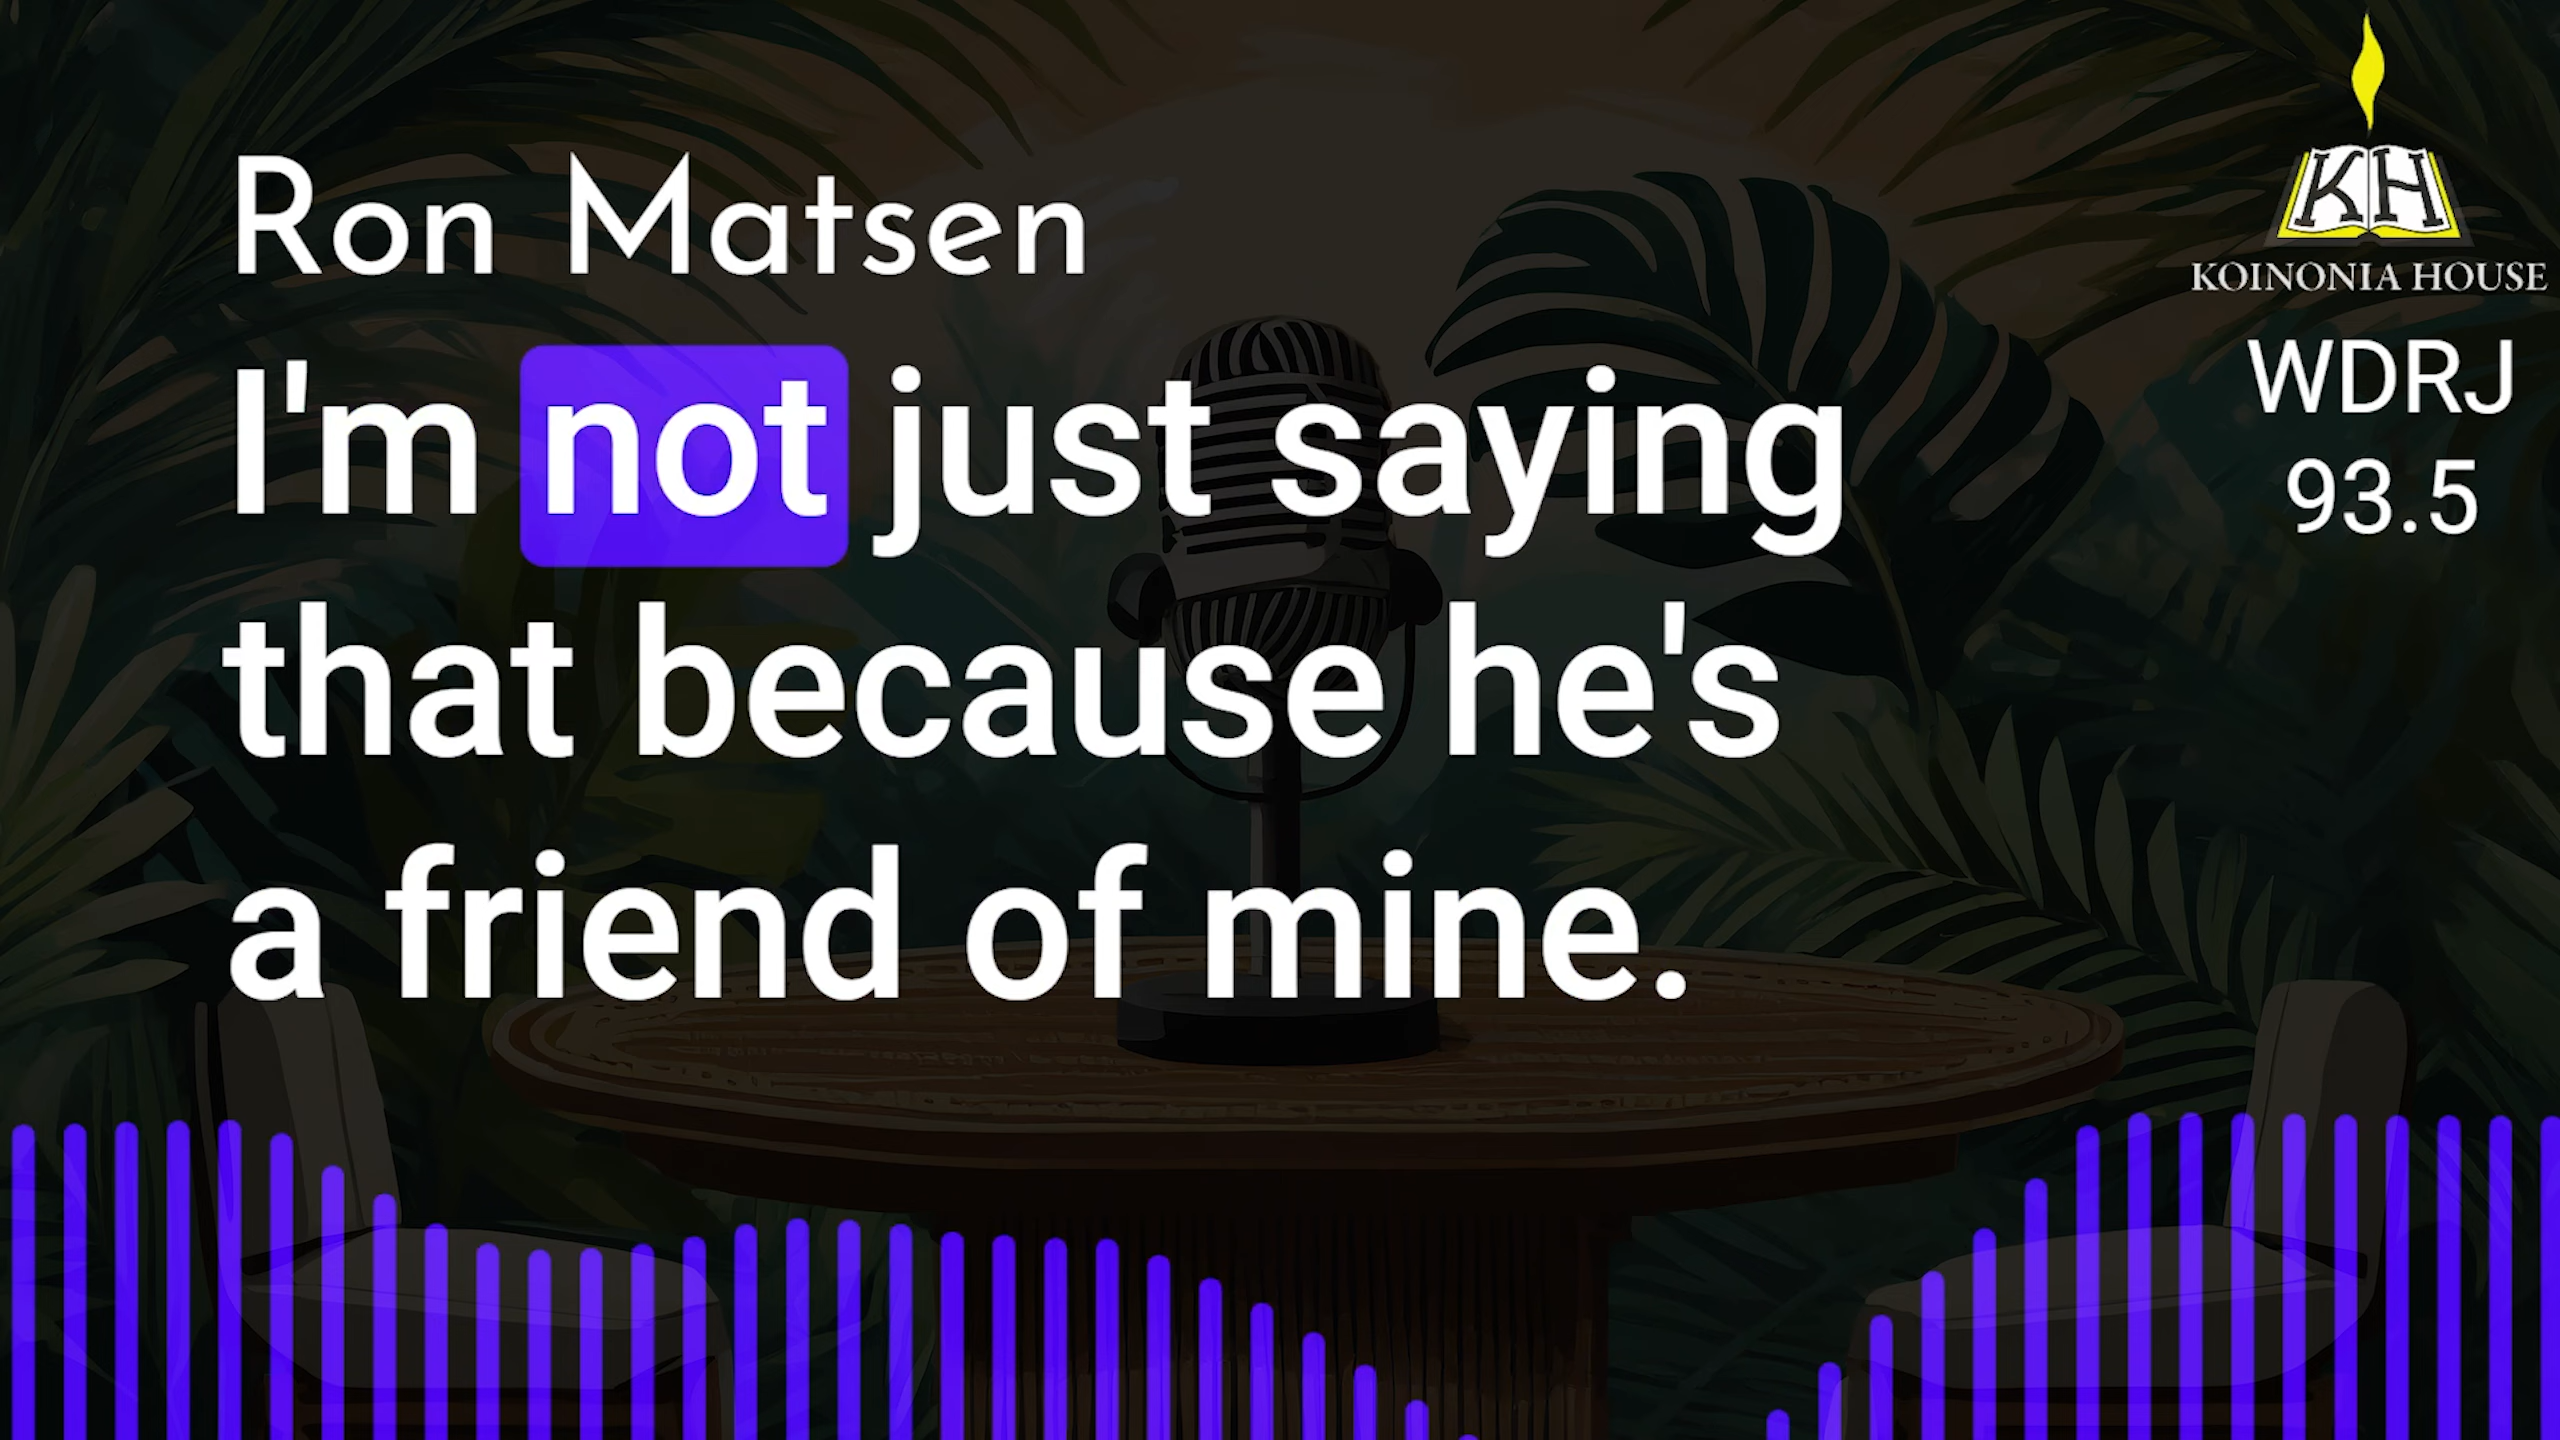 Ron Matsen
I'm not just saying
that because he's
a friend of mine.
KH
KOINONIA HOUSE
WDRJ
93.5